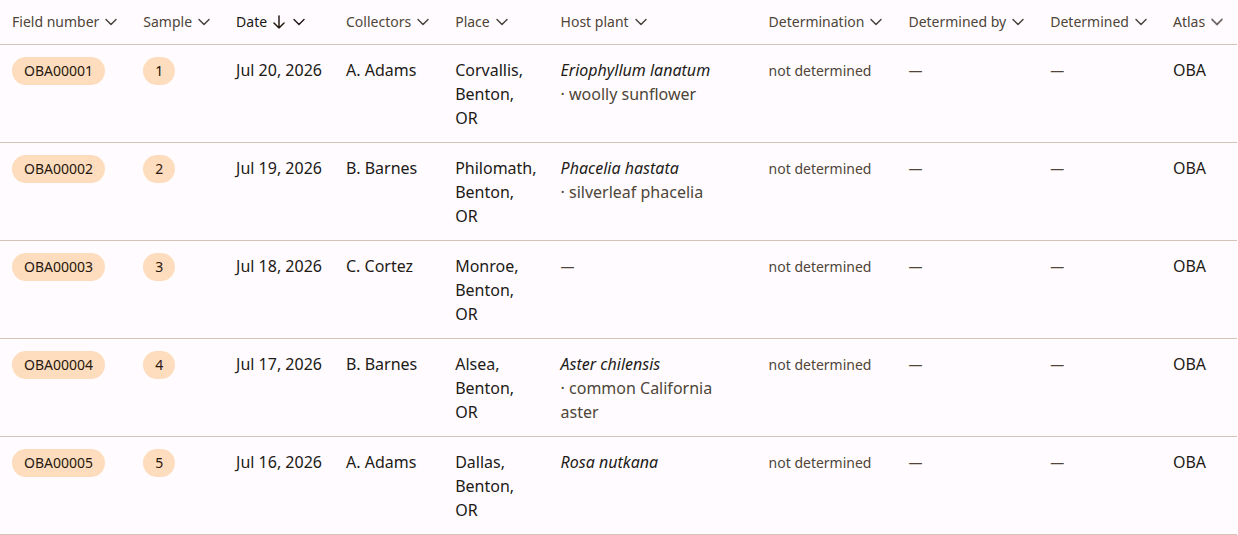 Field number Sample Date Collectors Place Host plant Determination Determined by Determined Atlas
OBA00001 1 Jul 20, 2026 A. Adams Corvallis, Eriophyllum lanatum not determined — — OBA
Benton, · woolly sunflower
OR
OBA00002 2 Jul 19, 2026 B. Barnes Philomath, Phacelia hastata not determined — — OBA
Benton, · silverleaf phacelia
OR
OBA00003 3 Jul 18, 2026 C. Cortez Monroe, — not determined — — OBA
Benton,
OR
OBA00004 4 Jul 17, 2026 B. Barnes Alsea, Aster chilensis not determined — — OBA
Benton, · common California
OR aster
OBA00005 5 Jul 16, 2026 A. Adams Dallas, Rosa nutkana not determined — — OBA
Benton,
OR